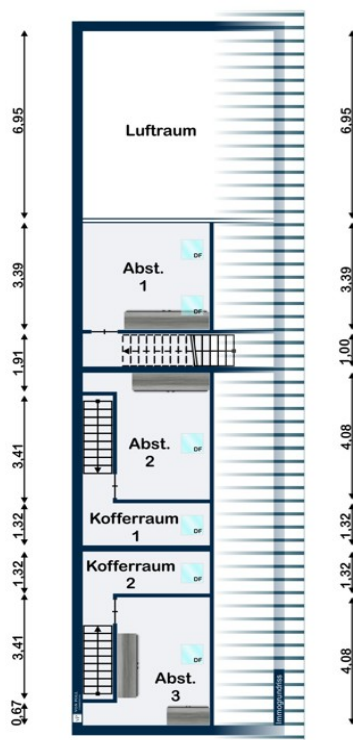 6.95
6.95
Luftraum
DF
3.39
Abst.
1
3.39
DF
1.91
1.00
3.41
Abst.
2
4.08
DF
1.32
Kofferraum
1
DF
1.32
1.32
Kofferraum
2
DF
1.32
3.41
DF
4.08
Abst.
3
0.67
Immogrundriss